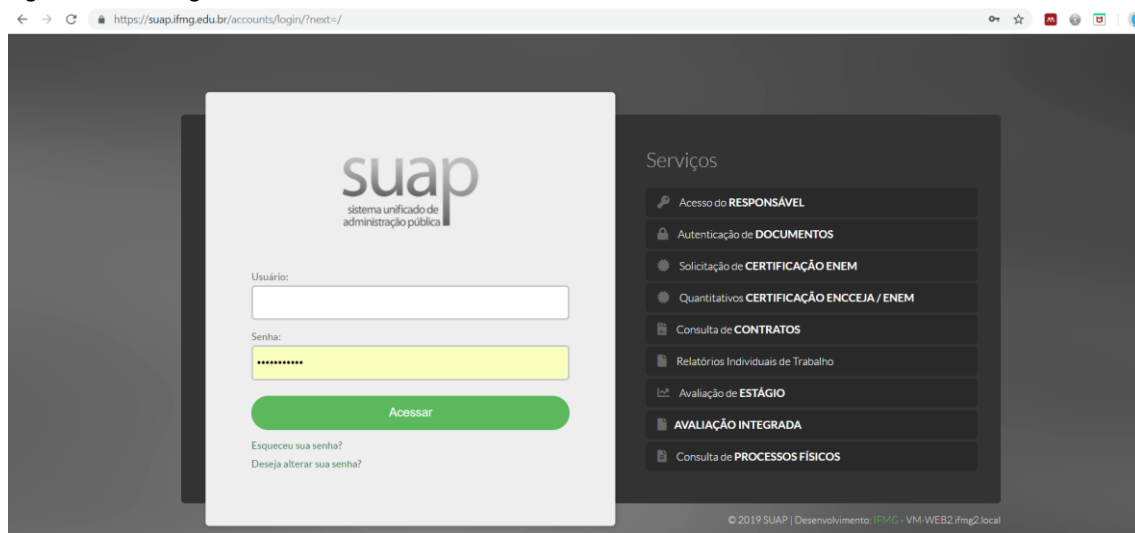 https://suap.ifmg.edu.br/accounts/login/?next=/
suap
sistema unificado de
administração pública
Usuário:
Senha:
•••••••••••
Acessar
Esqueceu sua senha?
Deseja alterar sua senha?
Serviços
Acesso do RESPONSÁVEL
Autenticação de DOCUMENTOS
Solicitação de CERTIFICAÇÃO ENEM
Quantitativos CERTIFICAÇÃO ENCCEJA / ENEM
Consulta de CONTRATOS
Relatórios Individuais de Trabalho
Avaliação de ESTÁGIO
AVALIAÇÃO INTEGRADA
Consulta de PROCESSOS FÍSICOS
© 2019 SUAP | Desenvolvimento: IFMG - VM-WEB2.ifmg2.local